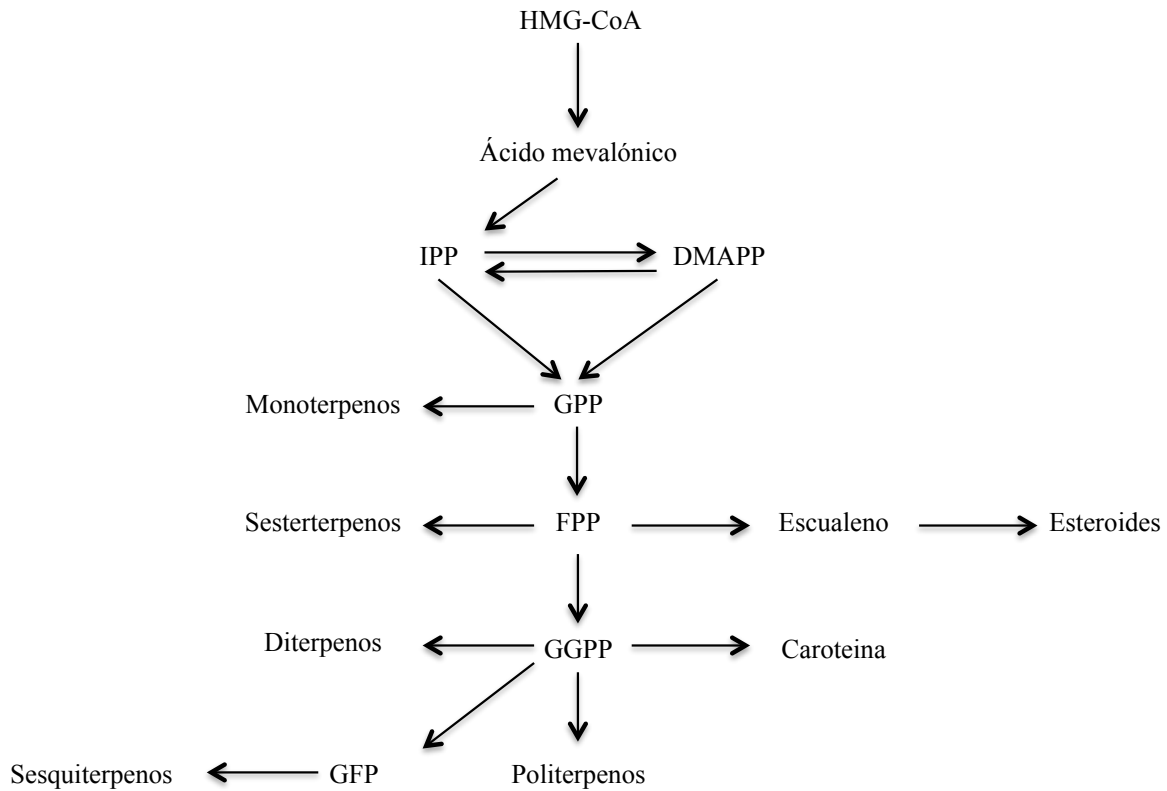 HMG-CoA
Ácido mevalónico
IPP DMAPP
Monoterpenos GPP
Sesterterpenos FPP Escualeno Esteroides
Diterpenos GGPP Caroteina
Sesquiterpenos GFP Politerpenos